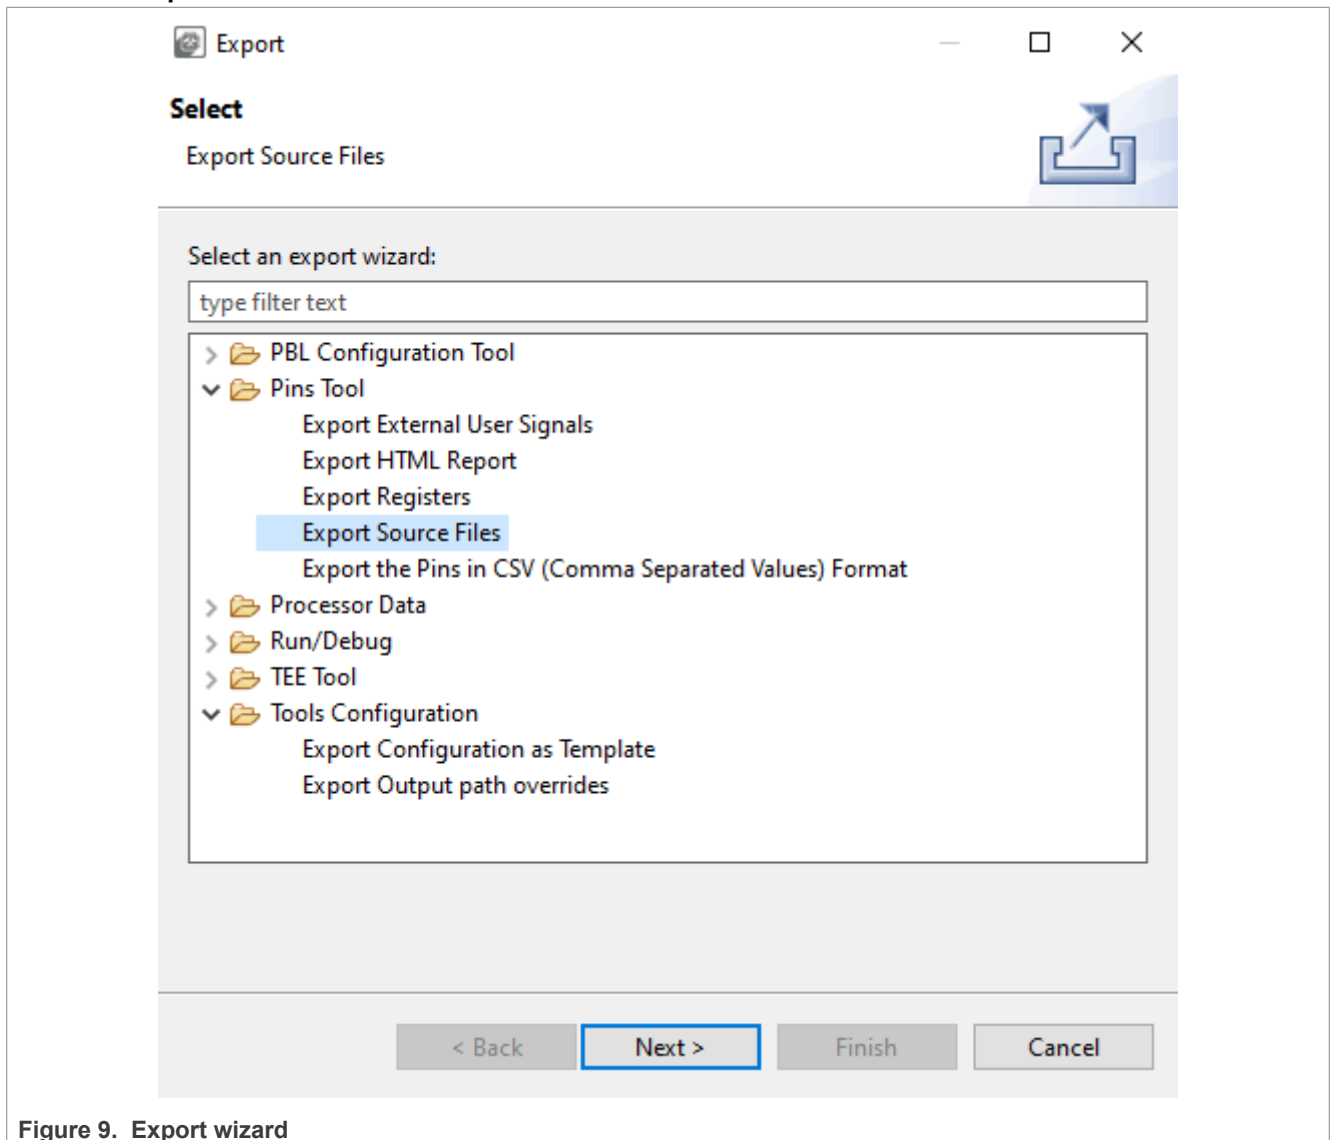 Export
Select
Export Source Files
Select an export wizard:
type filter text
PBL Configuration Tool
Pins Tool
Export External User Signals
Export HTML Report
Export Registers
Export Source Files
Export the Pins in CSV (Comma Separated Values) Format
Processor Data
Run/Debug
TEE Tool
Tools Configuration
Export Configuration as Template
Export Output path overrides
< Back Next > Finish Cancel
Figure 9. Export wizard